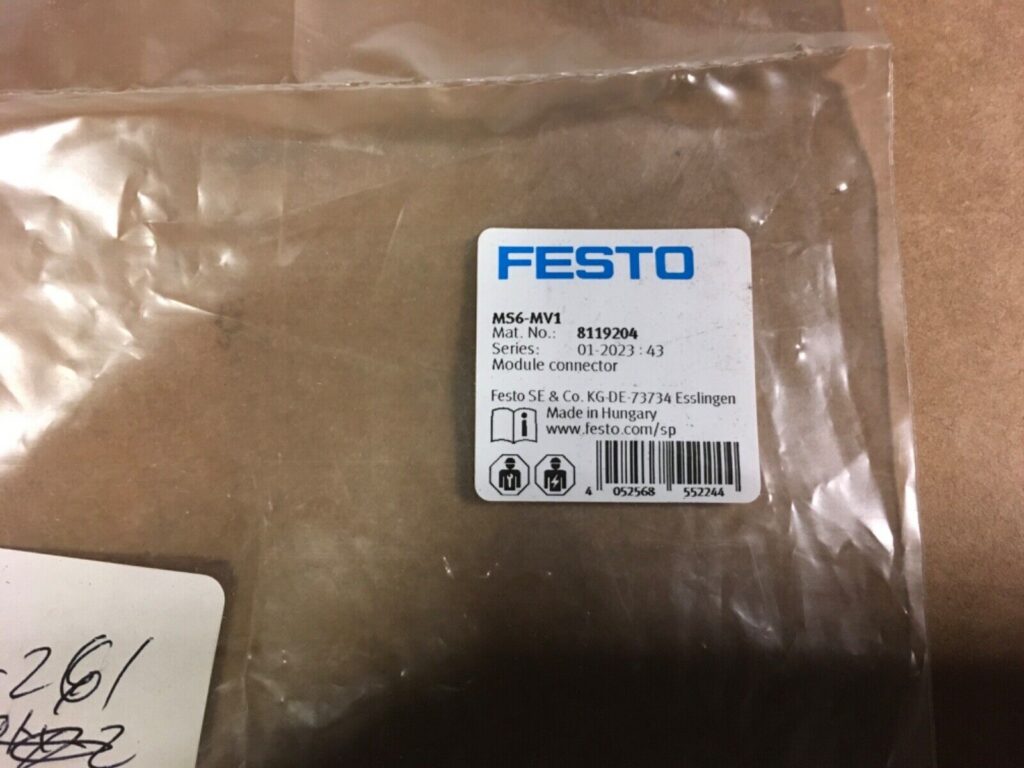 FESTO
MS6-MV1
Mat. No.: 8119204
Series: 01-2023 : 43
Module connector
Festo SE & Co. KG-DE-73734 Esslingen
Made in Hungary
www.festo.com/sp
4 052568 552244
-261